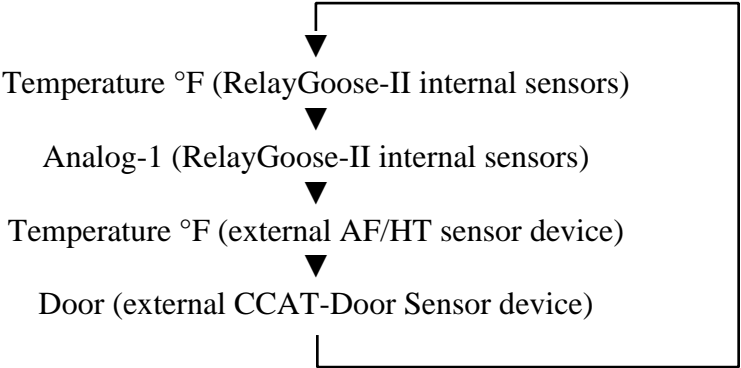 Temperature °F (RelayGoose-II internal sensors)
Analog-1 (RelayGoose-II internal sensors)
Temperature °F (external AF/HT sensor device)
Door (external CCAT-Door Sensor device)